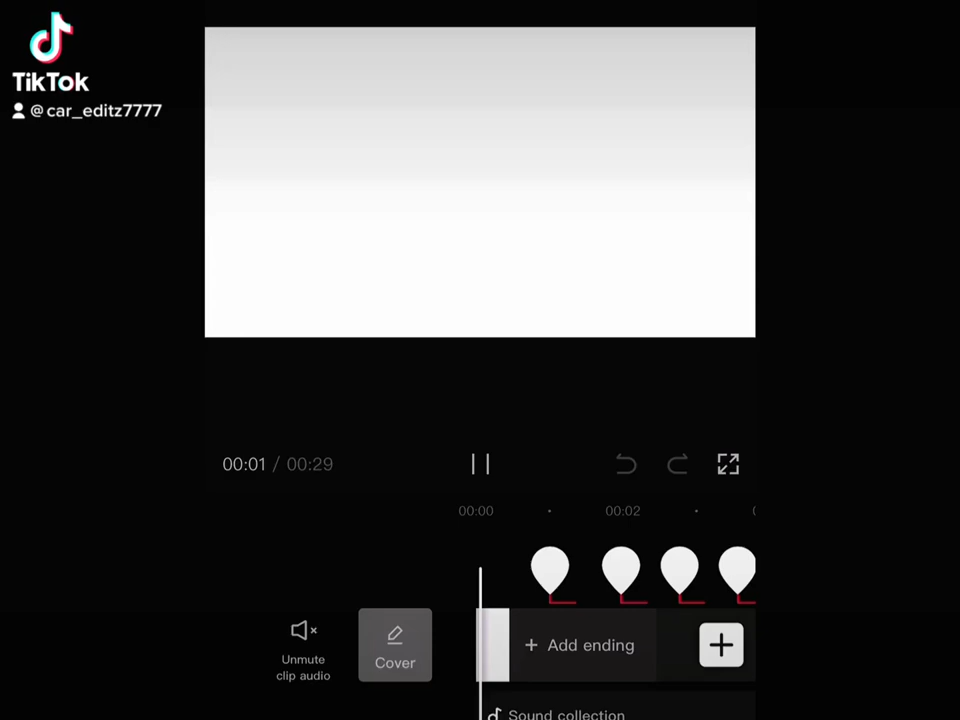 TikTok
@car_editz7777
00:01 / 00:29
00:00
00:02
+ Add ending
Unmute
clip audio
Cover
Sound collection